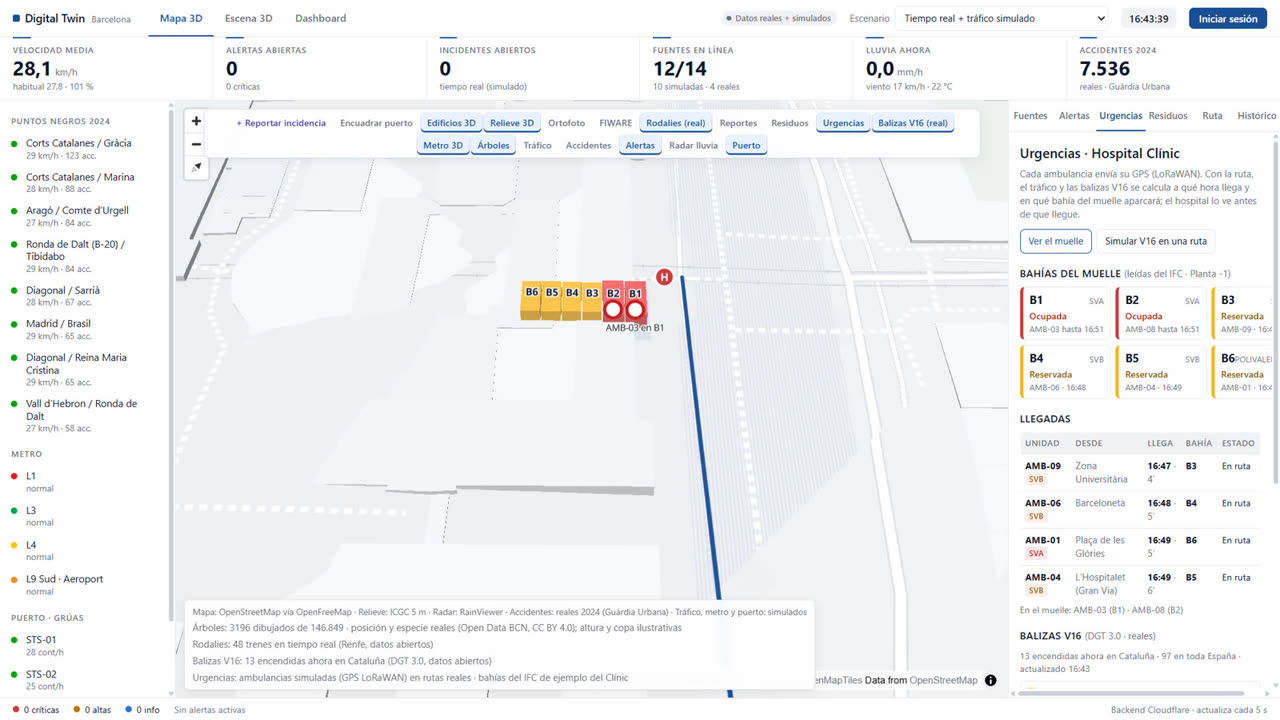 Digital Twin Barcelona
Mapa 3D
Escena 3D
Dashboard
Datos reales + simulados
Escenario
Tiempo real + tráfico simulado
16:43:39
Iniciar sesión
VELOCIDAD MEDIA
28,1 km/h
habitual 27,8 · 101 %
ALERTAS ABIERTAS
0
0 críticas
INCIDENTES ABIERTOS
0
tiempo real (simulado)
FUENTES EN LÍNEA
12/14
10 simuladas · 4 reales
LLUVIA AHORA
0,0 mm/h
viento 17 km/h · 22 °C
ACCIDENTES 2024
7.536
reales · Guàrdia Urbana
PUNTOS NEGROS 2024
Corts Catalanes / Gràcia
29 km/h · 123 acc.
Corts Catalanes / Marina
28 km/h · 88 acc.
Aragó / Comte d'Urgell
27 km/h · 84 acc.
Ronda de Dalt (B-20) /
Tibidabo
29 km/h · 84 acc.
Diagonal / Sarrià
28 km/h · 67 acc.
Madrid / Brasil
29 km/h · 65 acc.
Diagonal / Reina Maria
Cristina
29 km/h · 65 acc.
Vall d'Hebron / Ronda de
Dalt
27 km/h · 58 acc.
METRO
L1
normal
L3
normal
L4
normal
L9 Sud · Aeroport
normal
PUERTO · GRÚAS
STS-01
28 cont/h
STS-02
25 cont/h
+ Reportar incidencia
Encuadrar puerto
Edificios 3D
Relieve 3D
Ortofoto
FIWARE
Rodalies (real)
Reportes
Residuos
Urgencias
Balizas V16 (real)
Metro 3D
Árboles
Tráfico
Accidentes
Alertas
Radar lluvia
Puerto
H
B6 B5 B4 B3 B2 B1
AMB-03 en B1
Mapa: OpenStreetMap vía OpenFreeMap · Relieve: ICGC 5 m · Radar: RainViewer · Accidentes: reales 2024 (Guàrdia Urbana) · Tráfico, metro y puerto: simulados
Árboles: 3196 dibujados de 146.849 · posición y especie reales (Open Data BCN, CC BY 4.0); altura y copa ilustrativas
Rodalies: 48 trenes en tiempo real (Renfe, datos abiertos)
Balizas V16: 13 encendidas ahora en Cataluña (DGT 3.0, datos abiertos)
Urgencias: ambulancias simuladas (GPS LoRaWAN) en rutas reales · bahías del IFC de ejemplo del Clínic
enMapTiles Data from OpenStreetMap
Fuentes
Alertas
Urgencias
Residuos
Ruta
Histórico
Urgencias · Hospital Clínic
Cada ambulancia envía su GPS (LoRaWAN). Con la ruta,
el tráfico y las balizas V16 se calcula a qué hora llega y
en qué bahía del muelle aparcará; el hospital lo ve antes
de que llegue.
Ver el muelle
Simular V16 en una ruta
BAHÍAS DEL MUELLE (leídas del IFC · Planta -1)
B1 SVA
Ocupada
AMB-03 hasta 16:51
B2 SVA
Ocupada
AMB-08 hasta 16:51
B3
Reservada
AMB-09 · 16:4
B4 SVB
Reservada
AMB-06 · 16:48
B5 SVB
Reservada
AMB-04 · 16:49
B6 POLIVALE
Reservada
AMB-01 · 16:4
LLEGADAS
UNIDAD DESDE LLEGA BAHÍA ESTADO
AMB-09 Zona 16:47 · B3 En ruta
SVB Universitària 4'
AMB-06 Barceloneta 16:48 · B4 En ruta
SVB 5'
AMB-01 Plaça de les 16:49 · B6 En ruta
SVA Glòries 5'
AMB-04 L'Hospitalet 16:49 · B5 En ruta
SVB (Gran Via) 6'
En el muelle: AMB-03 (B1) · AMB-08 (B2)
BALIZAS V16 (DGT 3.0 · reales)
13 encendidas ahora en Cataluña · 97 en toda España ·
actualizado 16:43
0 críticas
0 altas
0 info
Sin alertas activas
Backend Cloudflare · actualiza cada 5 s